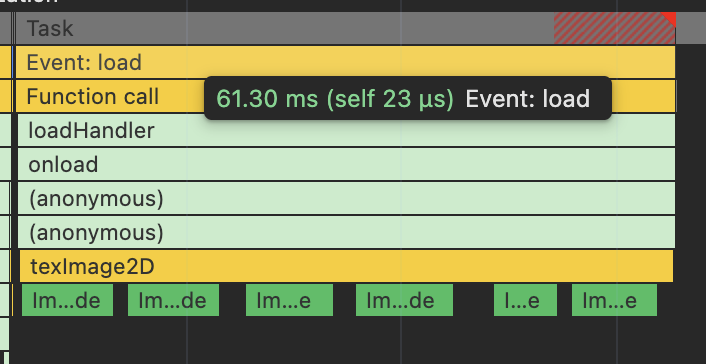 Task
Event: load
Function call
61.30 ms (self 23 µs) Event: load
loadHandler
onload
(anonymous)
(anonymous)
texImage2D
Im…de Im…de Im…e Im…de I…e Im…e